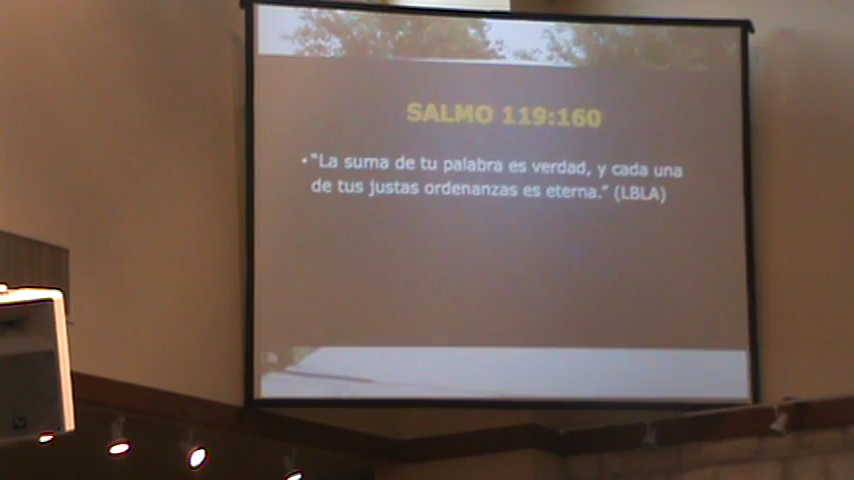 SALMO 119:160
•"La suma de tu palabra es verdad, y cada una
de tus justas ordenanzas es eterna." (LBLA)